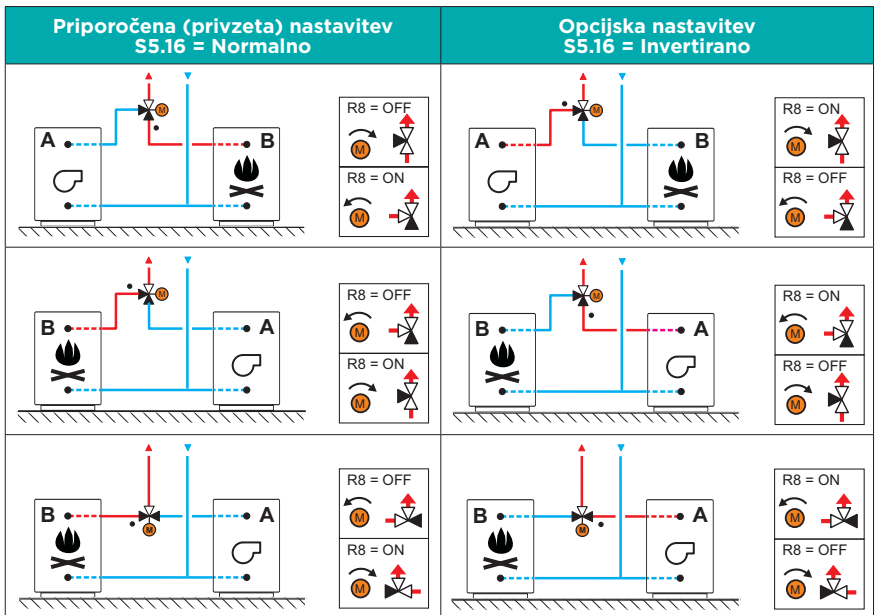 Priporočena (privzeta) nastavitev
S5.16 = Normalno
Opcijska nastavitev
S5.16 = Invertirano
A
M
B
R8 = OFF
M
R8 = ON
M
A
M
B
R8 = ON
M
R8 = OFF
M
B
M
A
R8 = OFF
M
R8 = ON
M
B
M
A
R8 = ON
M
R8 = OFF
M
B
M
A
R8 = OFF
M
R8 = ON
M
B
M
A
R8 = ON
M
R8 = OFF
M